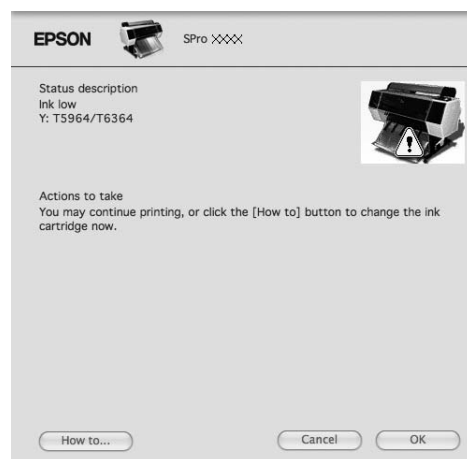 EPSON SPro XXXX
Status description
Ink low
Y: T5964/T6364
Actions to take
You may continue printing, or click the [How to] button to change the ink
cartridge now.
How to... Cancel OK